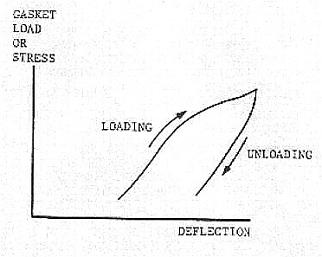 GASKET
LOAD
OR
STRESS
LOADING
UNLOADING
DEFLECTION